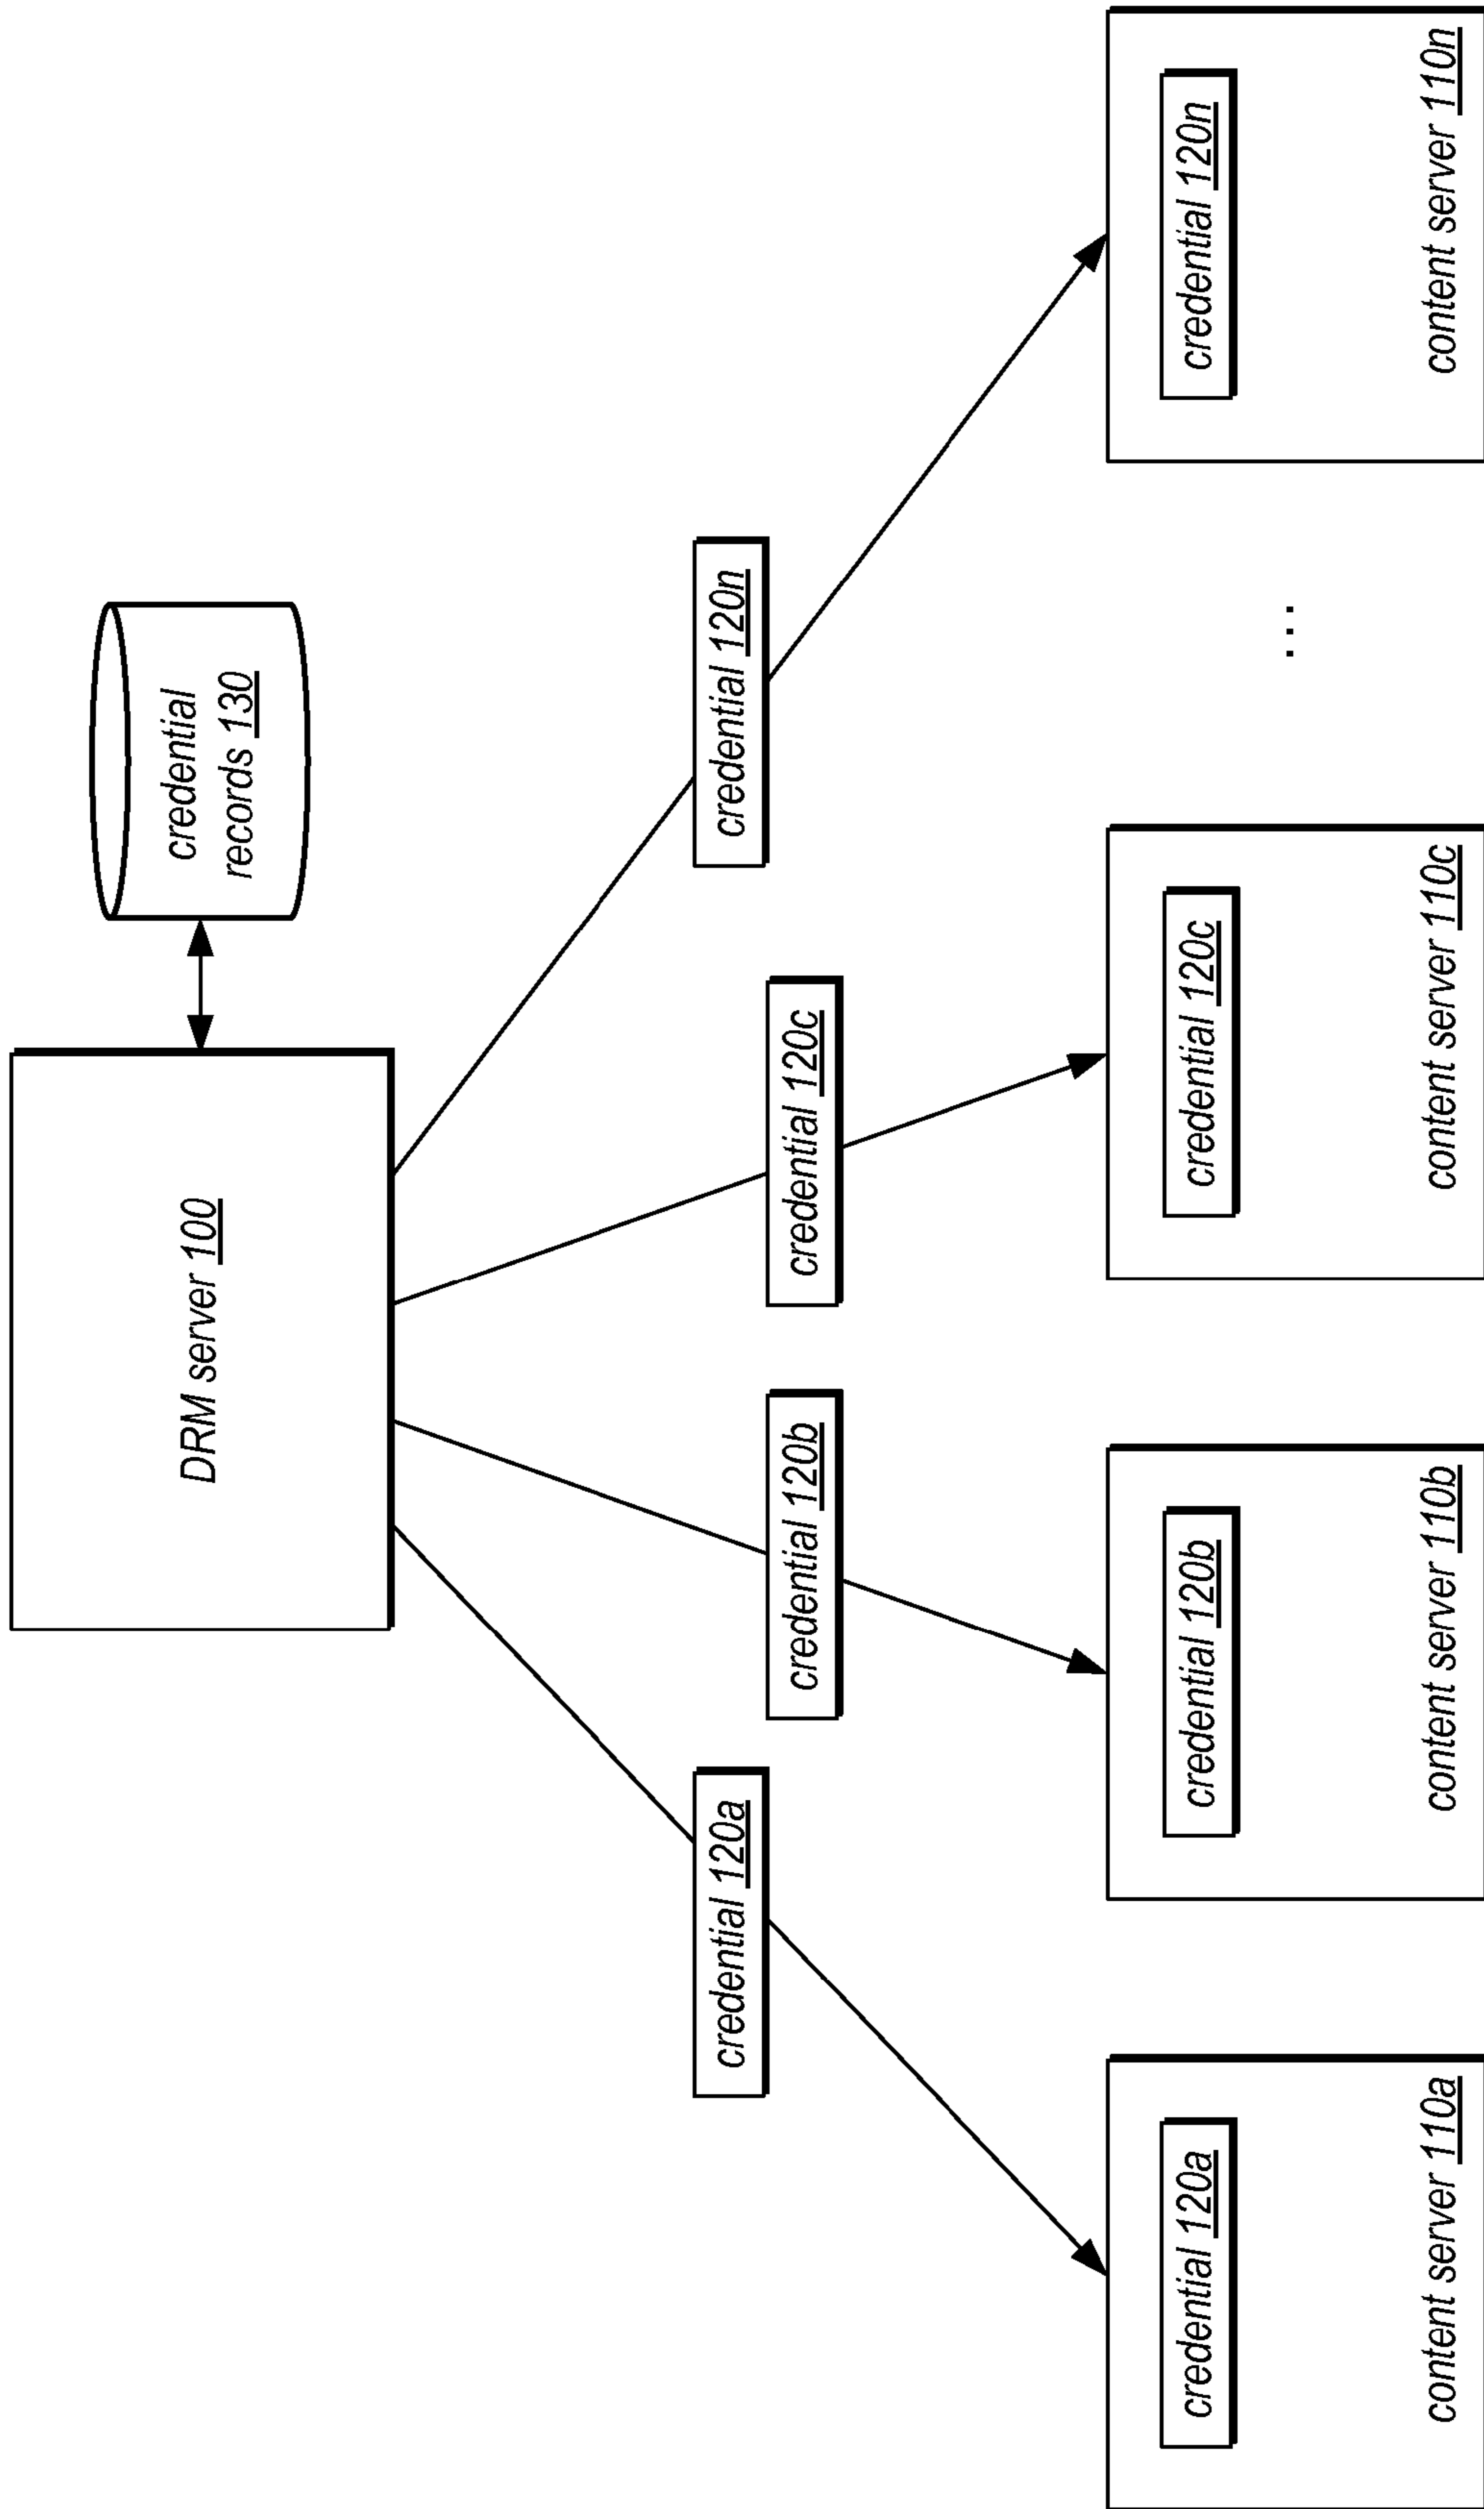 DRM server 100
credential
records 130
credential 120a
credential 120b
credential 120c
credential 120n
credential 120a
content server 110a
credential 120b
content server 110b
credential 120c
content server 110c
...
credential 120n
content server 110n